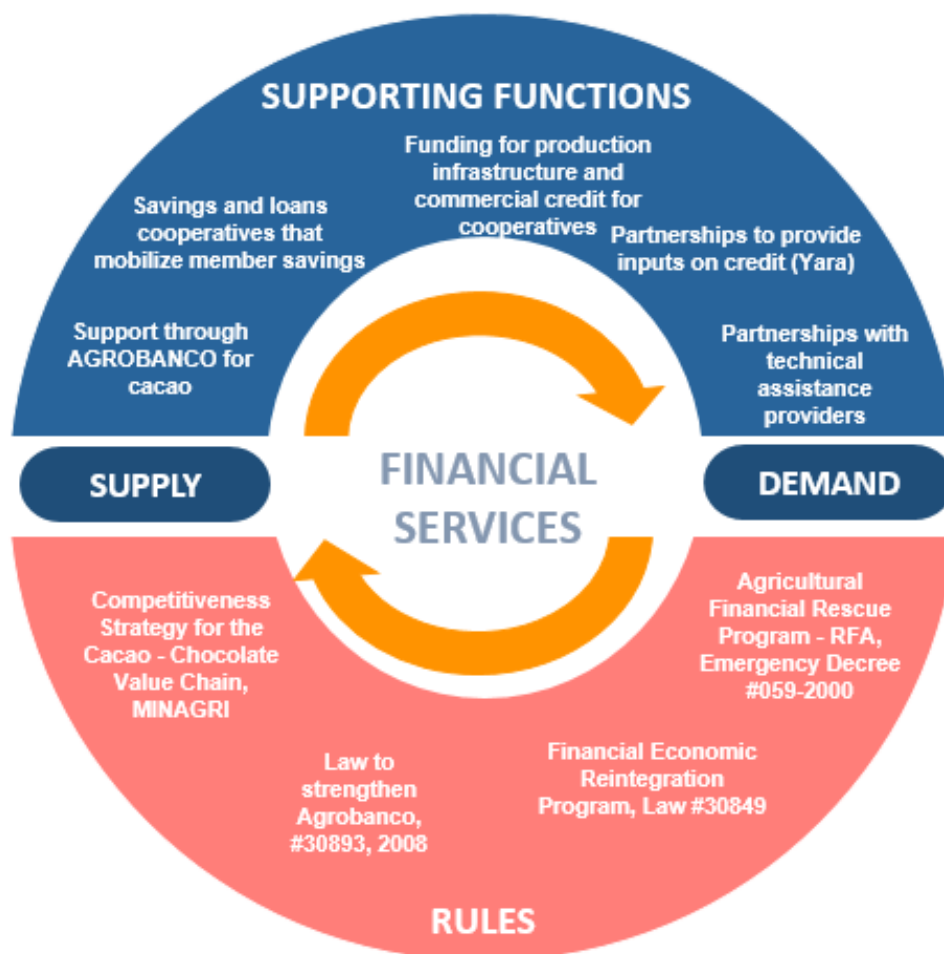 SUPPORTING FUNCTIONS
Funding for production
infrastructure and
commercial credit for
cooperatives
Savings and loans
cooperatives that
mobilize member savings
Partnerships to provide
inputs on credit (Yara)
Support through
AGROBANCO for
cacao
Partnerships with
technical
assistance
providers
SUPPLY
FINANCIAL
SERVICES
DEMAND
Competitiveness
Strategy for the
Cacao - Chocolate
Value Chain,
MINAGRI
Agricultural
Financial Rescue
Program - RFA,
Emergency Decree
#059-2000
Law to
strengthen
Agrobanco,
#30893, 2008
Financial Economic
Reintegration
Program, Law #30849
RULES